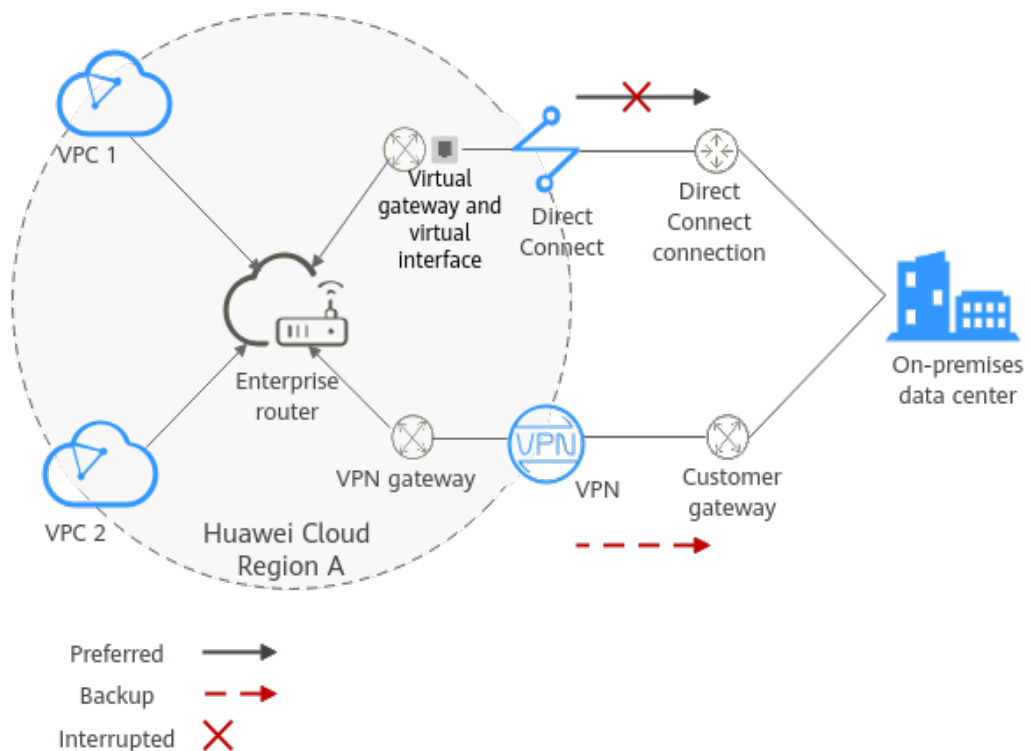 VPC 1
Virtual
gateway and
virtual
interface
Direct
Connect
Direct
Connect
connection
On-premises
data center
Enterprise
router
VPN gateway
VPN
VPN
Customer
gateway
VPC 2
Huawei Cloud
Region A
Preferred
Backup
Interrupted